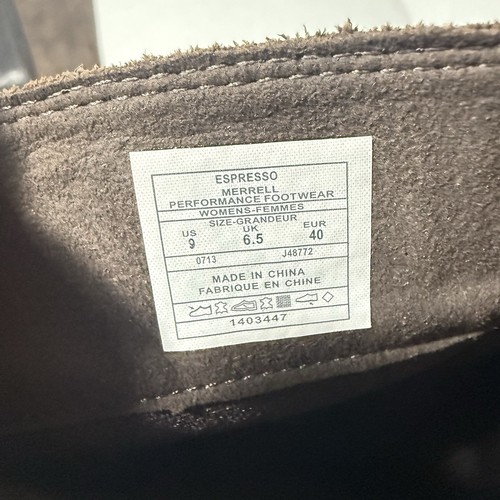 ESPRESSO
MERRELL
PERFORMANCE FOOTWEAR
WOMENS-FEMMES
SIZE-GRANDEUR
US UK EUR
9 6.5 40
0713 J48772
MADE IN CHINA
FABRIQUE EN CHINE
1403447